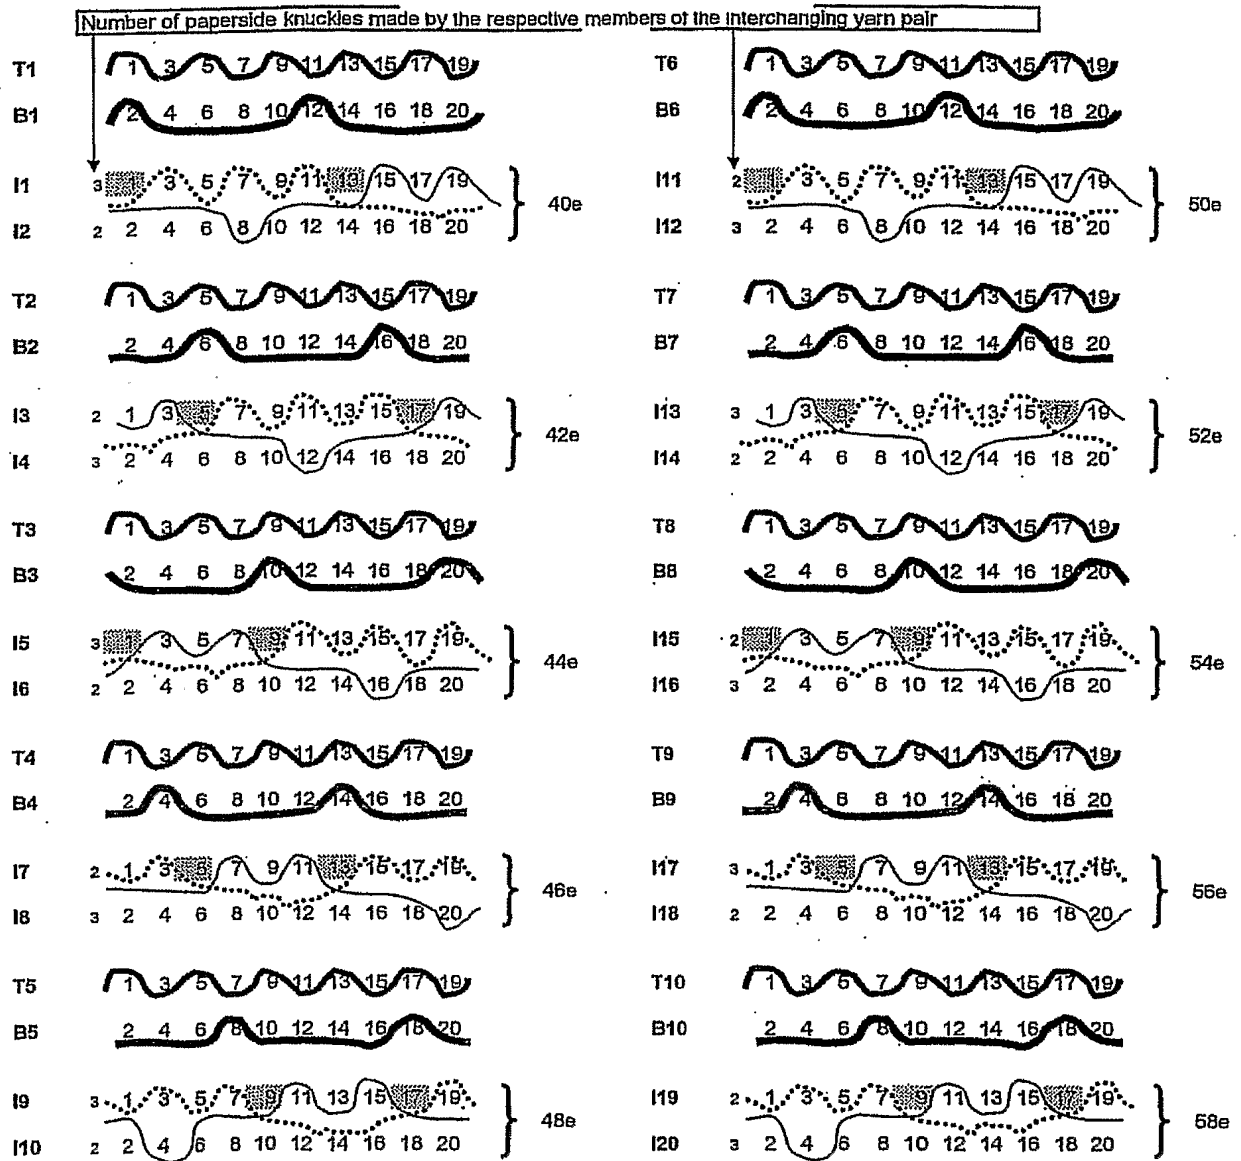 Number of paperside knuckles made by the respective members of the interchanging yarn pair
T1 1 3 5 7 9 11 13 15 17 19 T6 1 3 5 7 9 11 13 15 17 19
B1 2 4 6 8 10 12 14 16 18 20 B6 2 4 6 8 10 12 14 16 18 20
I1 3 1 3 5 7 9 11 13 15 17 19 I11 2 1 3 5 7 9 11 13 15 17 19
40e 50e
I2 2 2 4 6 8 10 12 14 16 18 20 I12 3 2 4 6 8 10 12 14 16 18 20
T2 1 3 5 7 9 11 13 15 17 19 T7 1 3 5 7 9 11 13 15 17 19
B2 2 4 6 8 10 12 14 16 18 20 B7 2 4 6 8 10 12 14 16 18 20
I3 2 1 3 5 7 9 11 13 15 17 19 I13 3 1 3 5 7 9 11 13 15 17 19
42e 52e
I4 3 2 4 6 8 10 12 14 16 18 20 I14 2 2 4 6 8 10 12 14 16 18 20
T3 1 3 5 7 9 11 13 15 17 19 T8 1 3 5 7 9 11 13 15 17 19
B3 2 4 6 8 10 12 14 16 18 20 B8 2 4 6 8 10 12 14 16 18 20
I5 3 1 3 5 7 9 11 13 15 17 19 I15 2 1 3 5 7 9 11 13 15 17 19
44e 54e
I6 2 2 4 6 8 10 12 14 16 18 20 I16 3 2 4 6 8 10 12 14 16 18 20
T4 1 3 5 7 9 11 13 15 17 19 T9 1 3 5 7 9 11 13 15 17 19
B4 2 4 6 8 10 12 14 16 18 20 B9 2 4 6 8 10 12 14 16 18 20
I7 2 1 3 5 7 9 11 13 15 17 19 I17 3 1 3 5 7 9 11 13 15 17 19
46e 56e
I8 3 2 4 6 8 10 12 14 16 18 20 I18 2 2 4 6 8 10 12 14 16 18 20
T5 1 3 5 7 9 11 13 15 17 19 T10 1 3 5 7 9 11 13 15 17 19
B5 2 4 6 8 10 12 14 16 18 20 B10 2 4 6 8 10 12 14 16 18 20
I9 3 1 3 5 7 9 11 13 15 17 19 I19 2 1 3 5 7 9 11 13 15 17 19
48e 58e
I10 2 2 4 6 8 10 12 14 16 18 20 I20 3 2 4 6 8 10 12 14 16 18 20